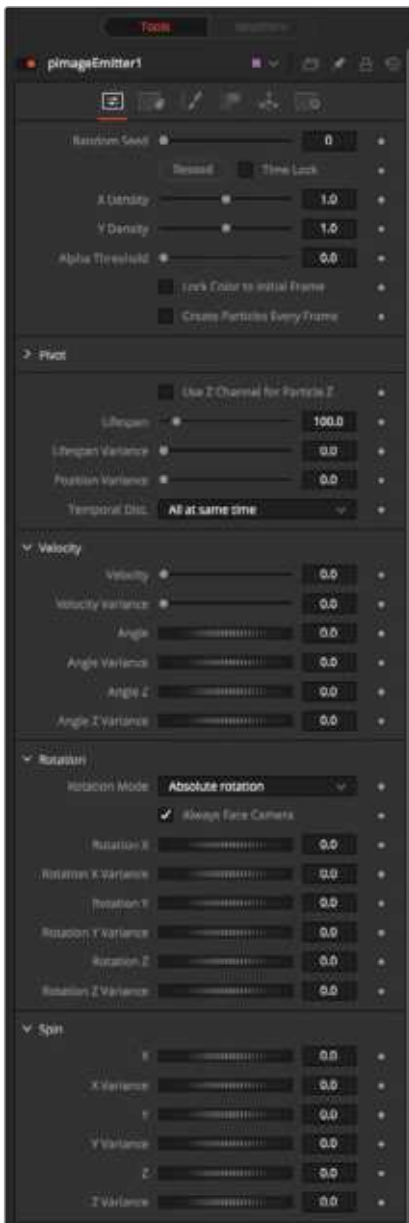 Tools Modifiers
pimageEmitter1
Random Seed 0
Reseed Time Lock
X Density 1.0
Y Density 1.0
Alpha Threshold 0.0
Lock Color to Initial Frame
Create Particles Every Frame
Pivot
Use Z Channel for Particle Z
Lifespan 100.0
Lifespan Variance 0.0
Position Variance 0.0
Temporal Dist. All at same time
Velocity
Velocity 0.0
Velocity Variance 0.0
Angle 0.0
Angle Variance 0.0
Angle Z 0.0
Angle Z Variance 0.0
Rotation
Rotation Mode Absolute rotation
Always Face Camera
Rotation X 0.0
Rotation X Variance 0.0
Rotation Y 0.0
Rotation Y Variance 0.0
Rotation Z 0.0
Rotation Z Variance 0.0
Spin
X 0.0
X Variance 0.0
Y 0.0
Y Variance 0.0
Z 0.0
Z Variance 0.0